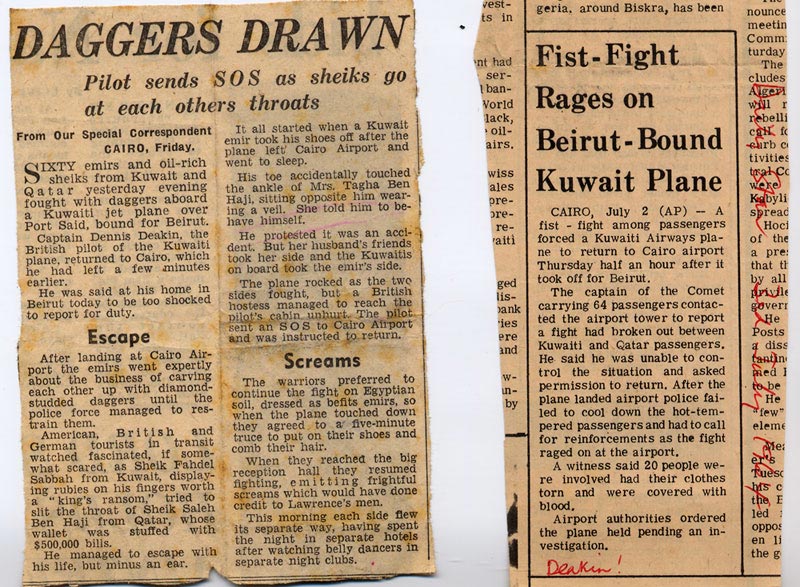 DAGGERS DRAWN
Pilot sends SOS as sheiks go
at each others throats
From Our Special Correspondent
CAIRO, Friday.
SIXTY emirs and oil-rich
sheiks from Kuwait and
Qatar yesterday evening
fought with daggers aboard
a Kuwaiti jet plane over
Port Said, bound for Beirut.
Captain Dennis Deakin, the
British pilot of the Kuwaiti
plane, returned to Cairo, which
he had left a few minutes
earlier.
He was said at his home in
Beirut today to be too shocked
to report for duty.
Escape
After landing at Cairo Air-
port the emirs went expertly
about the business of carving
each other up with diamond-
studded daggers until the
police force managed to res-
train them.
American, British and
German tourists in transit
watched fascinated, if some-
what scared, as Sheik Fahdel
Sabbah from Kuwait, display-
ing rubies on his fingers worth
a "king's ransom," tried to
slit the throat of Sheik Saleh
Ben Haji from Qatar, whose
wallet was stuffed with
$500,000 bills.
He managed to escape with
his life, but minus an ear.
It all started when a Kuwait
emir took his shoes off after the
plane left Cairo Airport and
went to sleep.
His toe accidentally touched
the ankle of Mrs. Tagha Ben
Haji, sitting opposite him wear-
ing a veil. She told him to be-
have himself.
He protested it was an acci-
dent. But her husband's friends
took her side and the Kuwaitis
on board took the emir's side.
The plane rocked as the two
sides fought, but a British
hostess managed to reach the
pilot's cabin unhurt. The pilot
sent an SOS to Cairo Airport
and was instructed to return.
Screams
The warriors preferred to
continue the fight on Egyptian
soil, dressed as befits emirs, so
when the plane touched down
they agreed to a five-minute
truce to put on their shoes and
comb their hair.
When they reached the big
reception hall they resumed
fighting, emitting frightful
screams which would have done
credit to Lawrence's men.
This morning each side flew
its separate way, having spent
the night in separate hotels
after watching belly dancers in
separate night clubs.
geria, around Biskra, has been
Fist-Fight
Rages on
Beirut-Bound
Kuwait Plane
CAIRO, July 2 (AP) — A
fist - fight among passengers
forced a Kuwaiti Airways pla-
ne to return to Cairo airport
Thursday half an hour after it
took off for Beirut.
The captain of the Comet
carrying 64 passengers contac-
ted the airport tower to report
a fight had broken out between
Kuwaiti and Qatar passengers.
He said he was unable to con-
trol the situation and asked
permission to return. After the
plane landed airport police fai-
led to cool down the hot-tem-
pered passengers and had to call
for reinforcements as the fight
raged on at the airport.
A witness said 20 people we-
re involved had their clothes
torn and were covered with
blood.
Airport authorities ordered
the plane held pending an in-
vestigation.
Deakin!